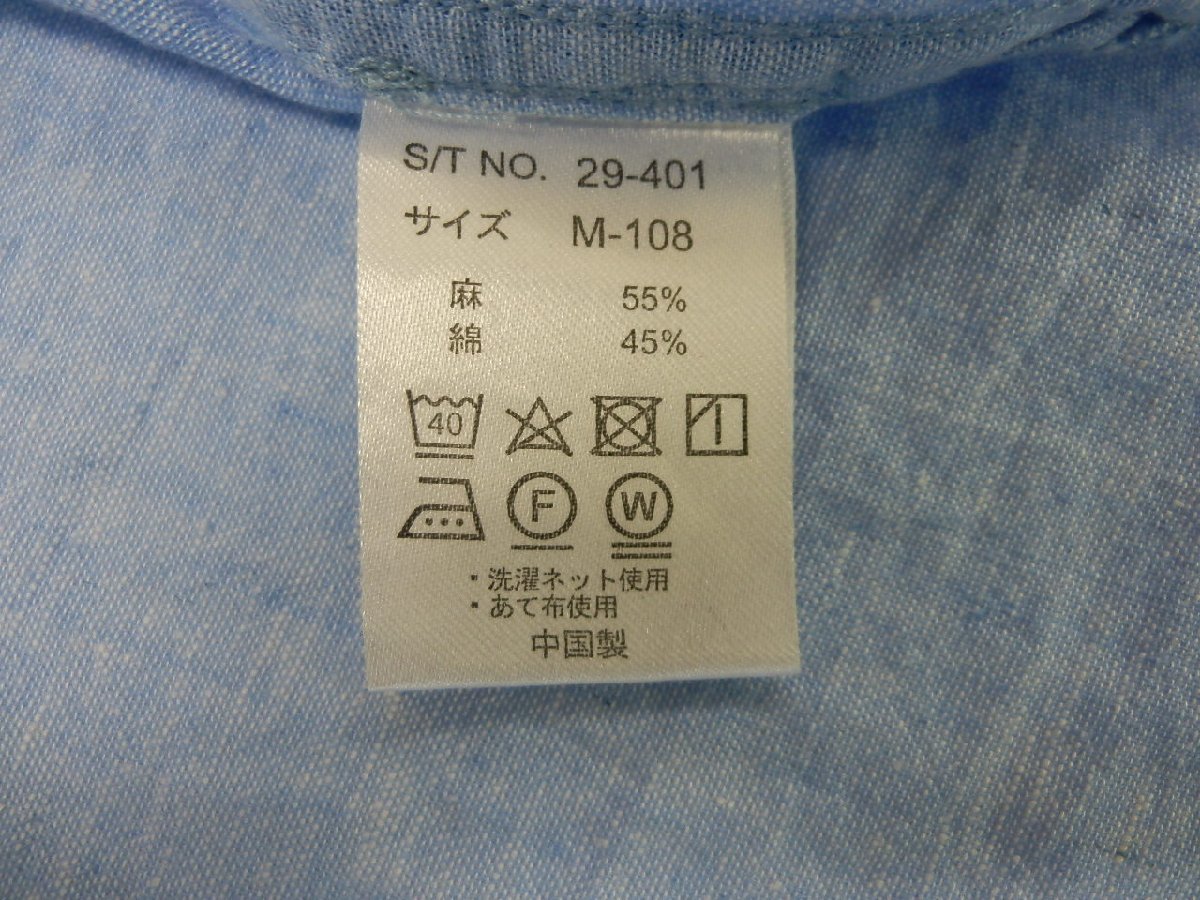 S/T NO. 29-401
サイズ M-108
麻 55%
綿 45%
40
F W
・洗濯ネット使用
・あて布使用
中国製